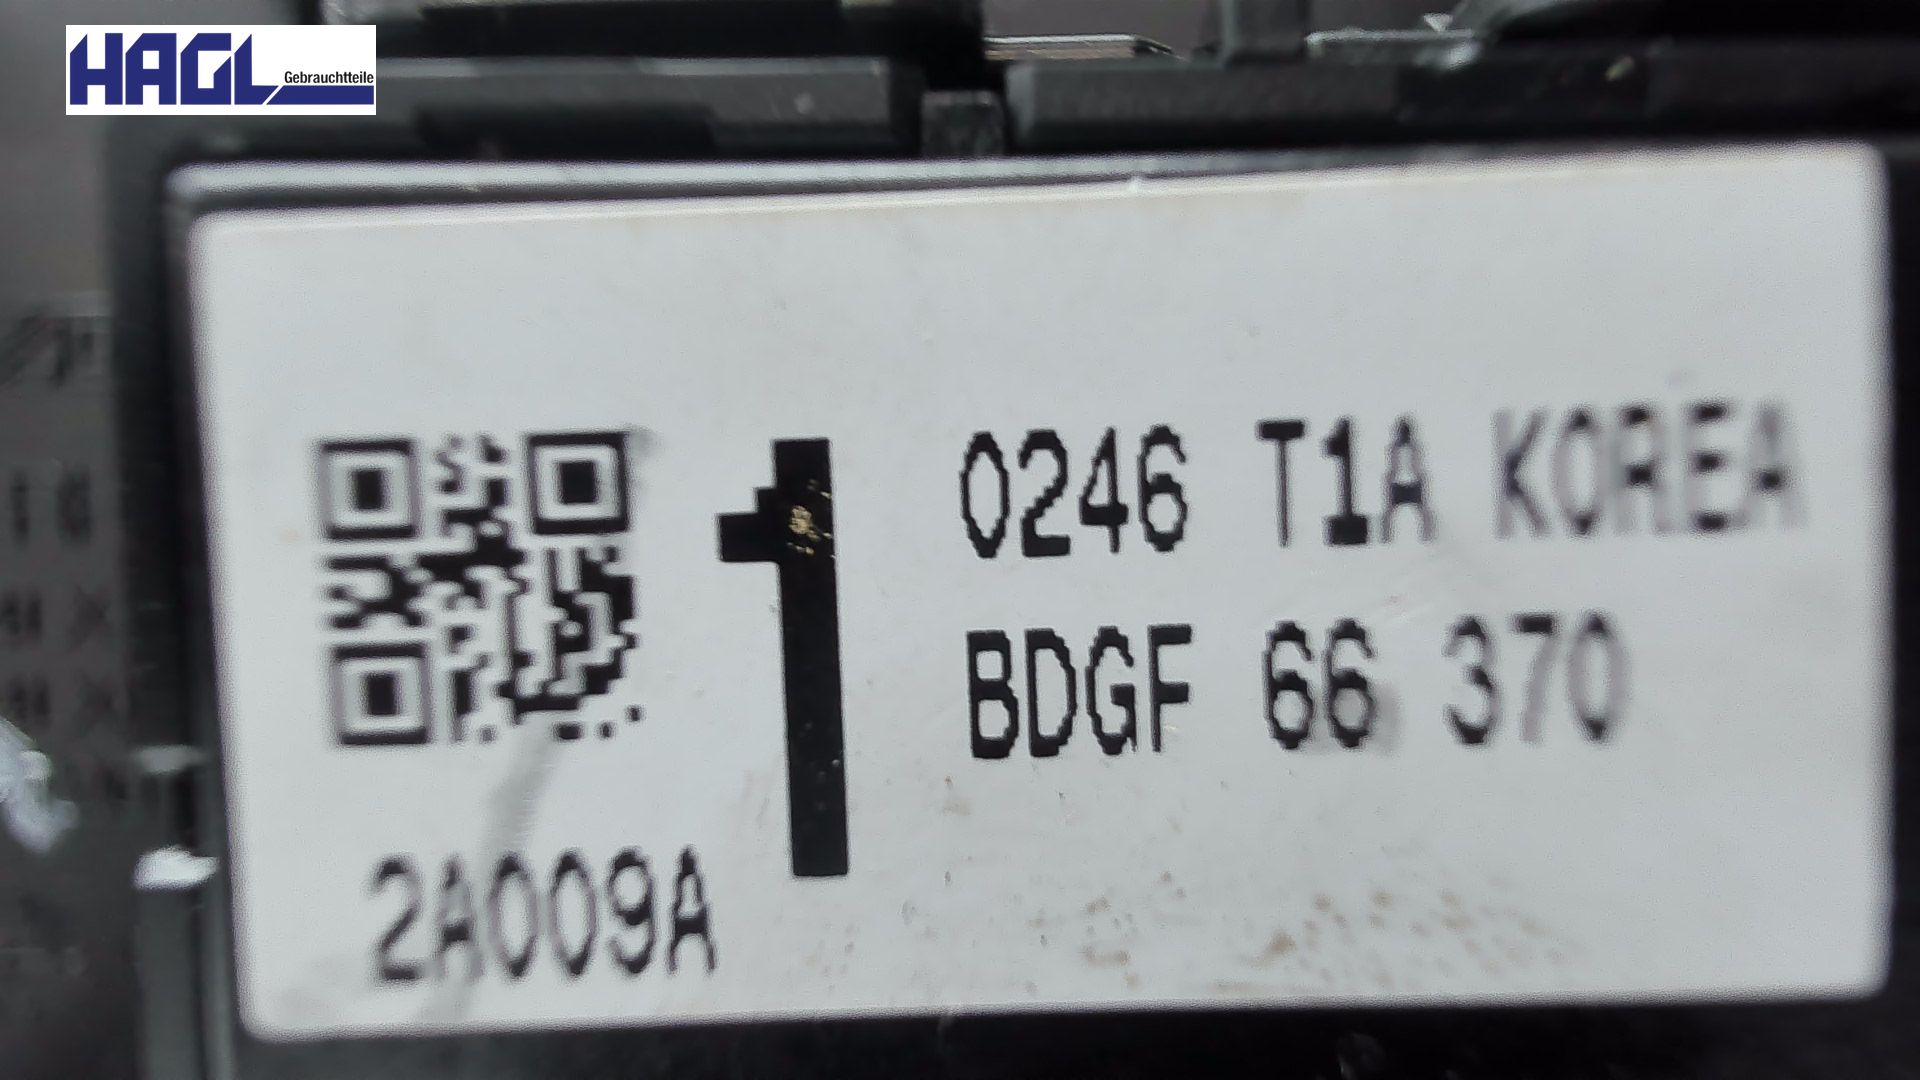 HAGL
Gebrauchtteile
1
0246 T1A KOREA
BDGF 66 370
2A009A